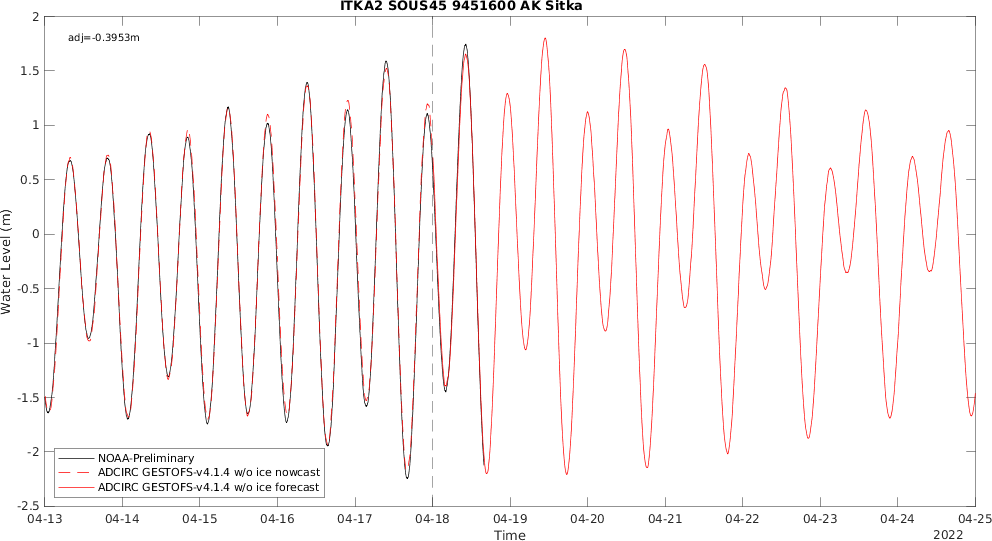 ITKA2 SOUS45 9451600 AK Sitka
adj=-0.3953m
Water Level (m)
2
1.5
1
0.5
0
-0.5
-1
-1.5
-2
-2.5
NOAA-Preliminary
ADCIRC GESTOFS-v4.1.4 w/o ice nowcast
ADCIRC GESTOFS-v4.1.4 w/o ice forecast
04-13 04-14 04-15 04-16 04-17 04-18 04-19 04-20 04-21 04-22 04-23 04-24 04-25
Time
2022